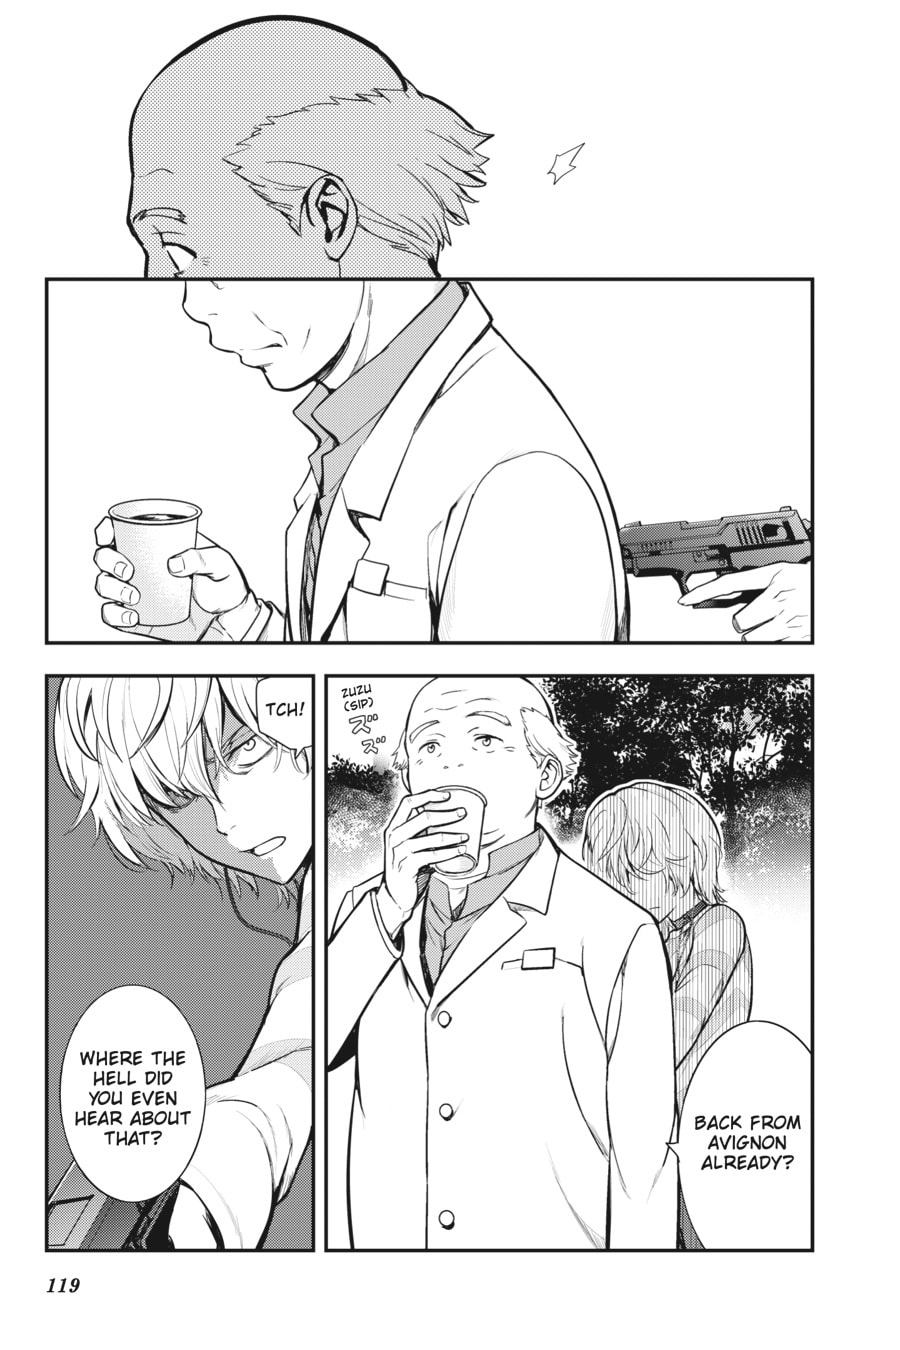 ZUZU
(SIP)
ズズ
BACK FROM
AVIGNON
ALREADY?
TCH!
WHERE THE
HELL DID
YOU EVEN
HEAR ABOUT
THAT?
119